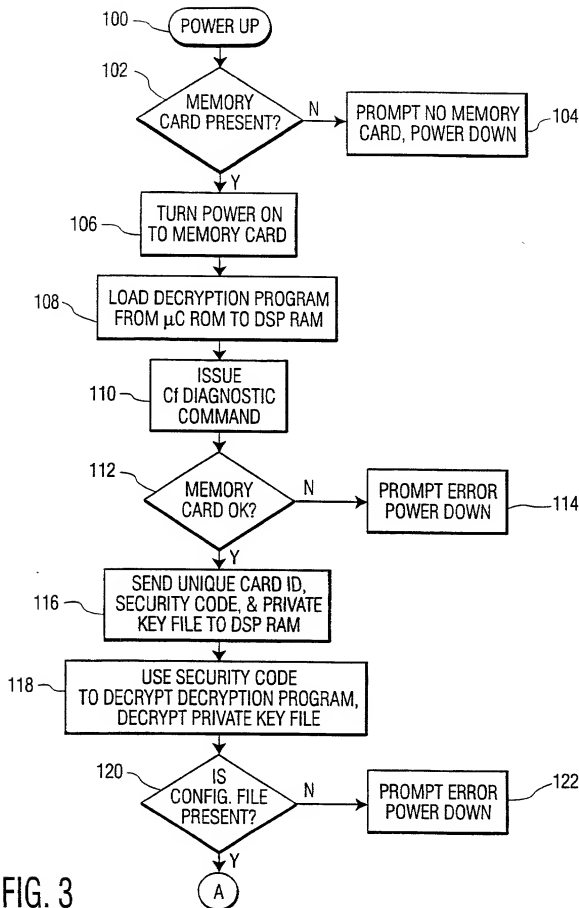 100
POWER UP
102
MEMORY
CARD PRESENT?
N
PROMPT NO MEMORY
CARD, POWER DOWN
104
Y
106
TURN POWER ON
TO MEMORY CARD
108
LOAD DECRYPTION PROGRAM
FROM μC ROM TO DSP RAM
110
ISSUE
Cf DIAGNOSTIC
COMMAND
112
MEMORY
CARD OK?
N
PROMPT ERROR
POWER DOWN
114
Y
116
SEND UNIQUE CARD ID,
SECURITY CODE, & PRIVATE
KEY FILE TO DSP RAM
118
USE SECURITY CODE
TO DECRYPT DECRYPTION PROGRAM,
DECRYPT PRIVATE KEY FILE
120
IS
CONFIG. FILE
PRESENT?
N
PROMPT ERROR
POWER DOWN
122
Y
A
FIG. 3